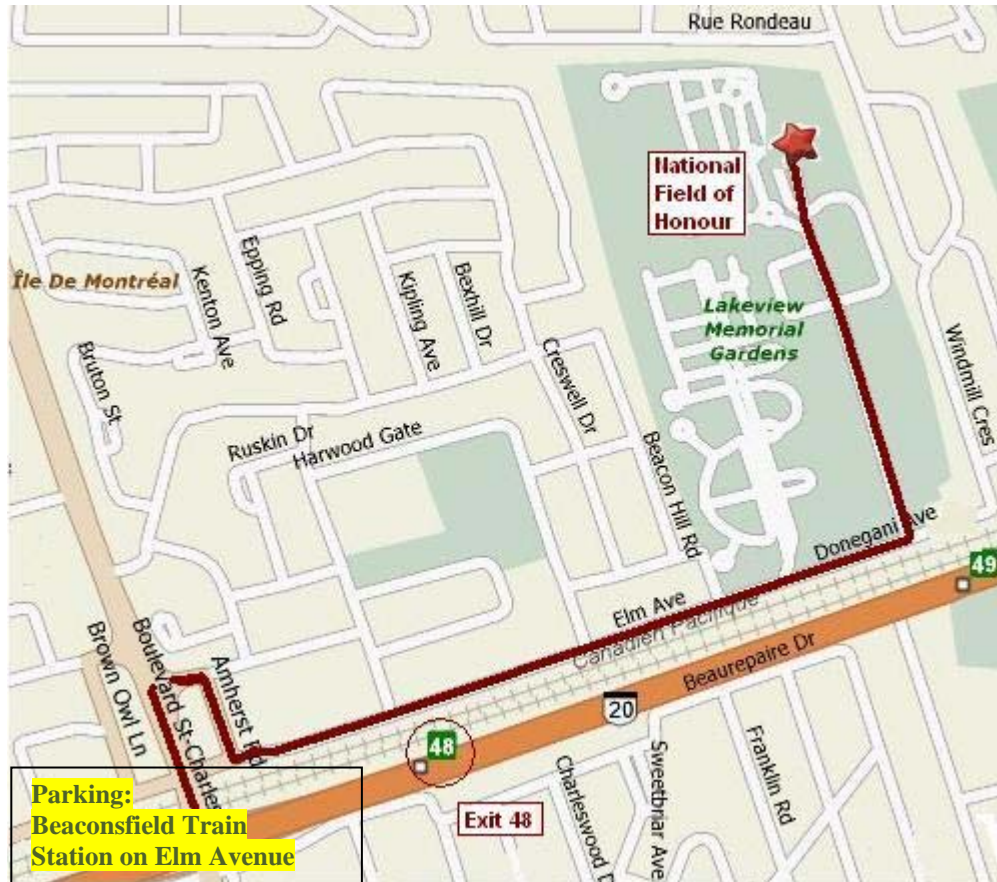 Rue Rondeau
National
Field of
Honour
Île De Montréal
Kenton Ave
Epping Rd
Kipling Ave
Bexhill Dr
Lakeview
Memorial
Gardens
Bruton St
Creswell Dr
Windmill Cres
Ruskin Dr
Harwood Gate
Beacon Hill Rd
Donegani Ave
49
Elm Ave
Canadien Pacifique
Beaurepaire Dr
Brown Owl Ln
Boulevard St-Charles
Amherst Rd
20
48
Exit 48
Charleswood D
Sweetbriar Ave
Franklin Rd
Parking:
Beaconsfield Train
Station on Elm Avenue